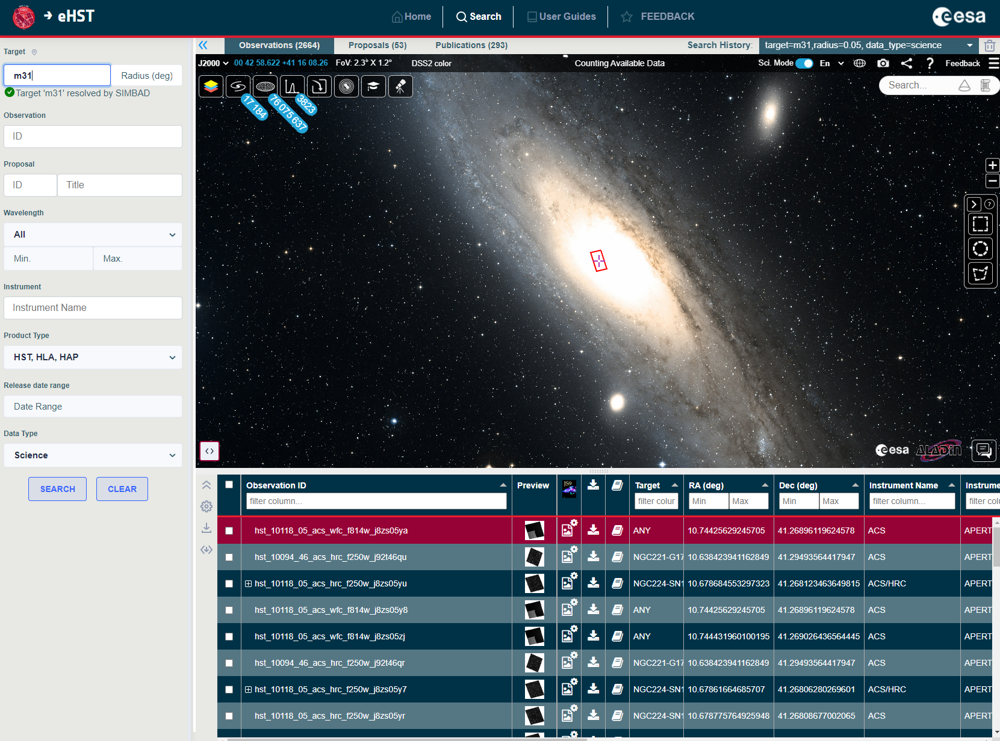 eHST
Home
Search
User Guides
FEEDBACK
esa
Target
m31
Radius (deg)
Target 'm31' resolved by SIMBAD
Observation
ID
Proposal
ID
Title
Wavelength
All
Min.
Max.
Instrument
Instrument Name
Product Type
HST, HLA, HAP
Release date range
Date Range
Data Type
Science
SEARCH
CLEAR
Observations (2664)
Proposals (53)
Publications (293)
Search History:
target=m31,radius=0.05, data_type=science
J2000
00 42 58.622 +41 16 08.26
FoV: 2.3° X 1.2°
DSS2 color
Counting Available Data
Sci. Mode
En
Feedback
17 184
76 075 637
3823
Search...
esa
ALADIN
Observation ID
filter column...
Preview
JS9
Target
filter colur
RA (deg)
Min
Max
Dec (deg)
Min
Max
Instrument Name
filter column...
Instrume
filter colu
hst_10118_05_acs_wfc_f814w_j8zs05ya ANY 10.74425629245705 41.26896119624578 ACS APERT
hst_10094_46_acs_hrc_f250w_j92t46qu NGC221-G17 10.638423941162849 41.29493564417947 ACS APERT
hst_10118_05_acs_hrc_f250w_j8zs05yu NGC224-SN1 10.678684553297323 41.268123463649815 ACS/HRC APERT
hst_10118_05_acs_wfc_f814w_j8zs05y8 ANY 10.74425629245705 41.26896119624578 ACS APERT
hst_10118_05_acs_wfc_f814w_j8zs05zj ANY 10.744431960100195 41.269026436564445 ACS APERT
hst_10094_46_acs_hrc_f250w_j92t46qr NGC221-G17 10.638423941162849 41.29493564417947 ACS APERT
hst_10118_05_acs_hrc_f250w_j8zs05y7 NGC224-SN1 10.67861664685707 41.26806280269601 ACS/HRC APERT
hst_10118_05_acs_hrc_f250w_j8zs05yr NGC224-SN1 10.678775764925948 41.26808677002065 ACS APERT